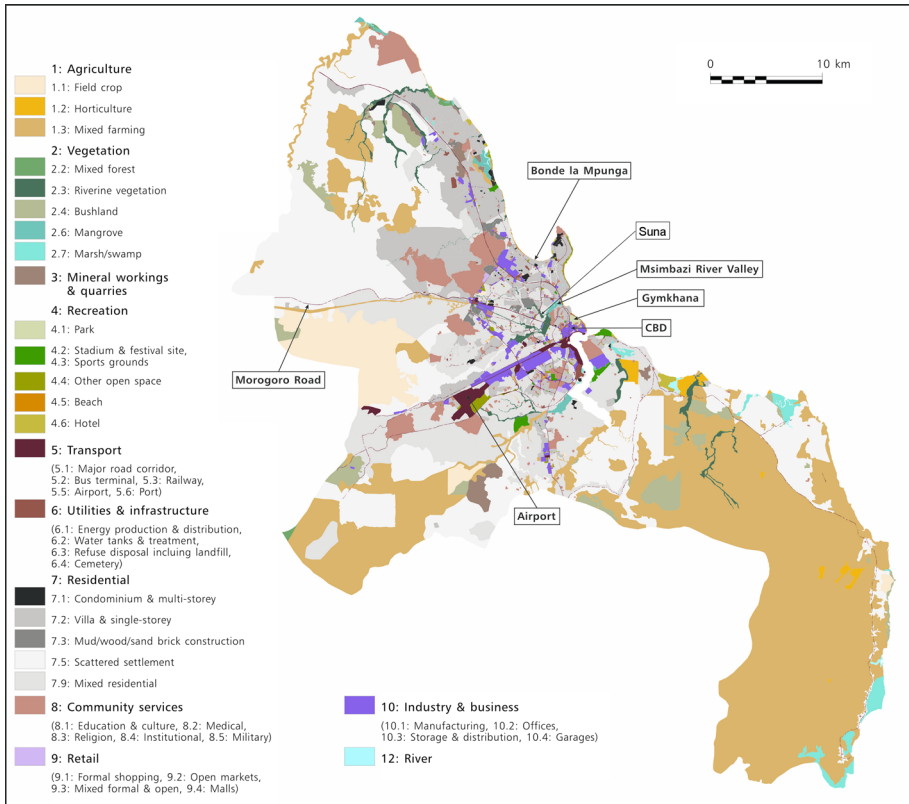 1: Agriculture
1.1: Field crop
1.2: Horticulture
1.3: Mixed farming
2: Vegetation
2.2: Mixed forest
2.3: Riverine vegetation
2.4: Bushland
2.6: Mangrove
2.7: Marsh/swamp
3: Mineral workings
& quarries
4: Recreation
4.1: Park
4.2: Stadium & festival site,
4.3: Sports grounds
4.4: Other open space
4.5: Beach
4.6: Hotel
5: Transport
(5.1: Major road corridor,
5.2: Bus terminal, 5.3: Railway,
5.5: Airport, 5.6: Port)
6: Utilities & infrastructure
(6.1: Energy production & distribution,
6.2: Water tanks & treatment,
6.3: Refuse disposal incluing landfill,
6.4: Cemetery)
7: Residential
7.1: Condominium & multi-storey
7.2: Villa & single-storey
7.3: Mud/wood/sand brick construction
7.5: Scattered settlement
7.9: Mixed residential
8: Community services
(8.1: Education & culture, 8.2: Medical,
8.3: Religion, 8.4: Institutional, 8.5: Military)
9: Retail
(9.1: Formal shopping, 9.2: Open markets,
9.3: Mixed formal & open, 9.4: Malls)
10: Industry & business
(10.1: Manufacturing, 10.2: Offices,
10.3: Storage & distribution, 10.4: Garages)
12: River
0 10 km
Bonde la Mpunga
Suna
Msimbazi River Valley
Gymkhana
CBD
Morogoro Road
Airport